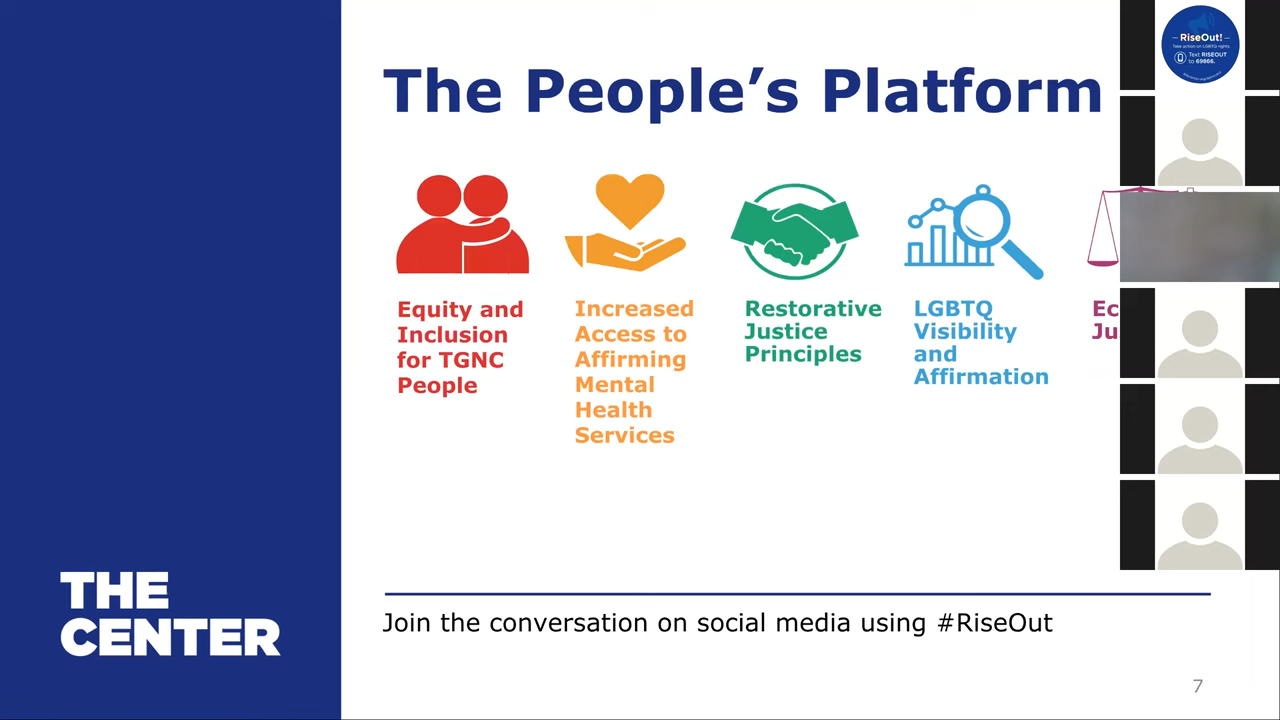 The People’s Platform
— RiseOut! —
Take action on LGBTQ rights.
Text RISEOUT
to 69866.
Equity and
Inclusion
for TGNC
People
Increased
Access to
Affirming
Mental
Health
Services
Restorative
Justice
Principles
LGBTQ
Visibility
and
Affirmation
Ec
Ju
THE
CENTER
Join the conversation on social media using #RiseOut
7